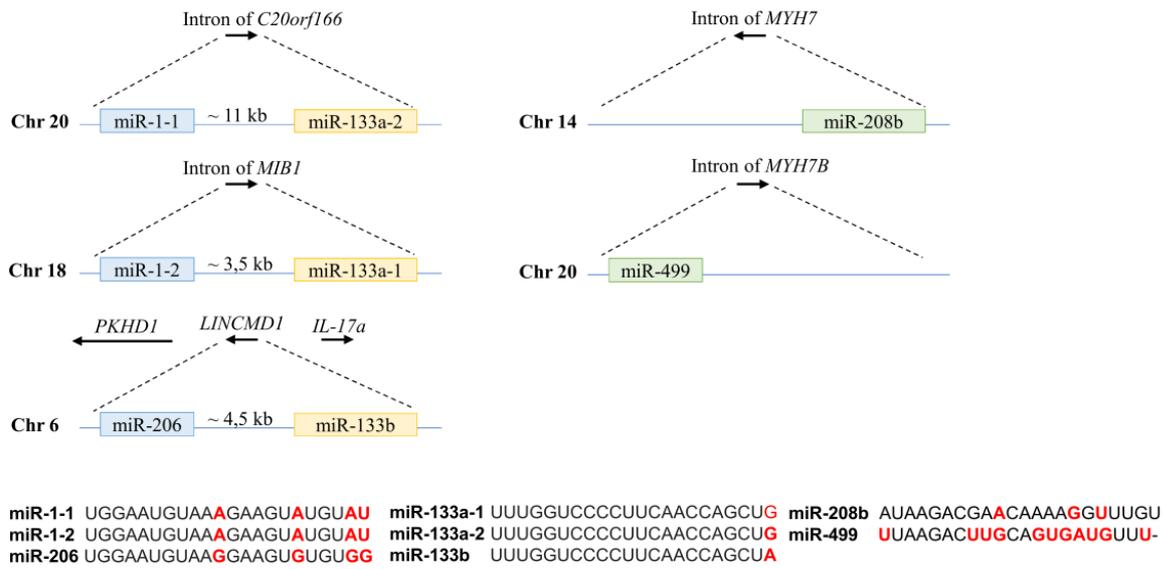 Intron of C20orf166
Chr 20 miR-1-1 ~ 11 kb miR-133a-2
Intron of MIB1
Chr 18 miR-1-2 ~ 3,5 kb miR-133a-1
PKHD1 LINCMD1 IL-17a
Chr 6 miR-206 ~ 4,5 kb miR-133b
Intron of MYH7
Chr 14 miR-208b
Intron of MYH7B
Chr 20 miR-499
miR-1-1 UGGAAUGUAAAGAAGUAUGUAU
miR-1-2 UGGAAUGUAAAGAAGUAUGUAU
miR-206 UGGAAUGUAAGGAAGUGUGUGG
miR-133a-1 UUUGGUCCCCUUCAACCAGCUG
miR-133a-2 UUUGGUCCCCUUCAACCAGCUG
miR-133b UUUGGUCCCCUUCAACCAGCUA
miR-208b AUAAGACGAACAAAAGGUUUGU
miR-499 UUAAGACUUGCAGUGAUGUUU-